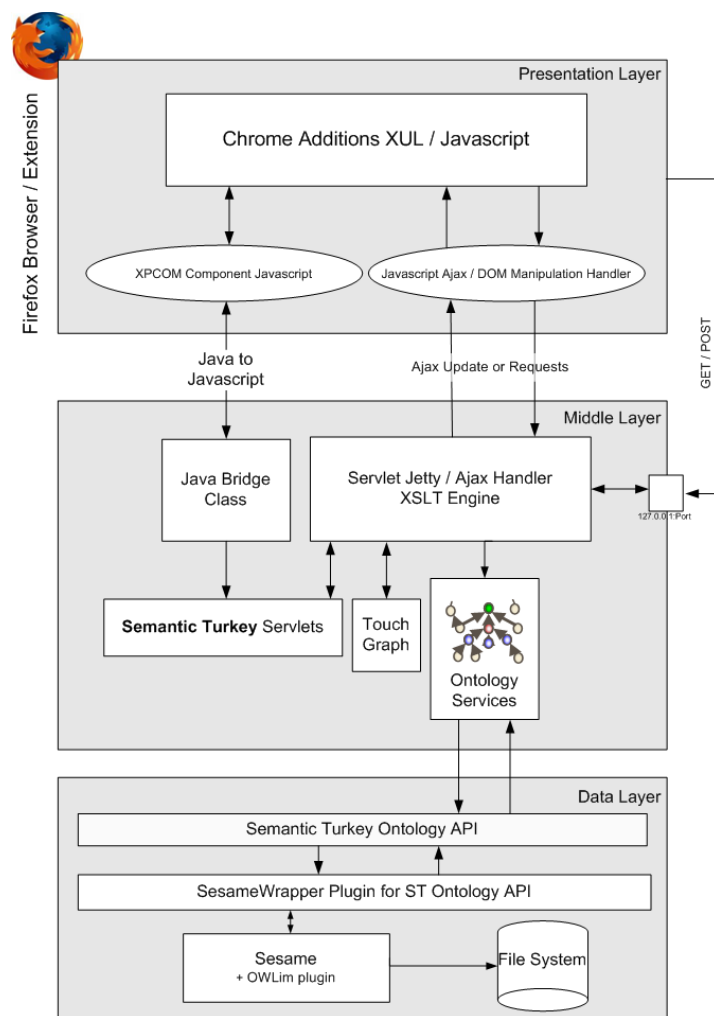 Presentation Layer
Firefox Browser / Extension
Chrome Additions XUL / Javascript
XPCOM Component Javascript
Javascript Ajax / DOM Manipulation Handler
Java to
Javascript
Ajax Update or Requests
GET / POST
Middle Layer
Java Bridge
Class
Servlet Jetty / Ajax Handler
XSLT Engine
127.0.0.1:Port
Semantic Turkey Servlets
Touch
Graph
Ontology
Services
Data Layer
Semantic Turkey Ontology API
SesameWrapper Plugin for ST Ontology API
Sesame
+ OWLim plugin
File System